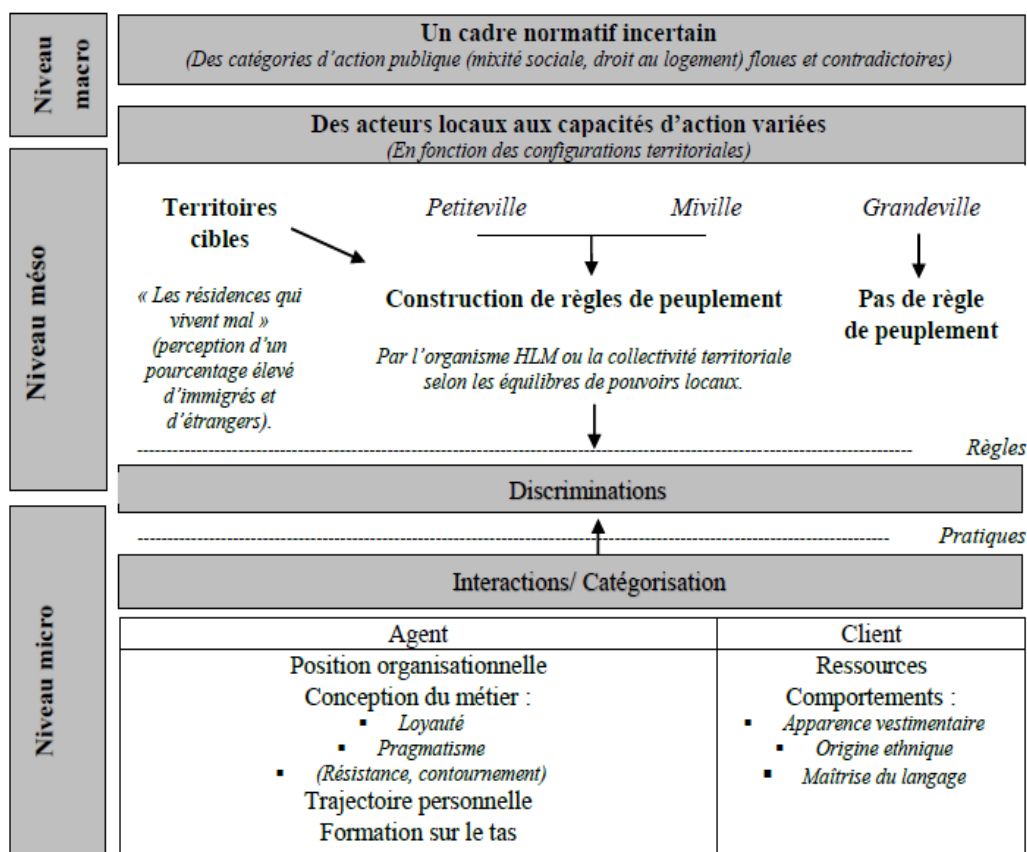 Niveau
macro
Un cadre normatif incertain
(Des catégories d'action publique (mixité sociale, droit au logement) floues et contradictoires)
Des acteurs locaux aux capacités d'action variées
(En fonction des configurations territoriales)
Niveau méso
Territoires
cibles
Petiteville
Miville
Grandeville
« Les résidences qui
vivent mal »
(perception d'un
pourcentage élevé
d'immigrés et
d'étrangers).
Construction de règles de peuplement
Par l'organisme HLM ou la collectivité territoriale
selon les équilibres de pouvoirs locaux.
Pas de règle
de peuplement
Règles
Discriminations
Pratiques
Niveau micro
Interactions/ Catégorisation
Agent
Position organisationnelle
Conception du métier :
▪ Loyauté
▪ Pragmatisme
▪ (Résistance, contournement)
Trajectoire personnelle
Formation sur le tas
Client
Ressources
Comportements :
▪ Apparence vestimentaire
▪ Origine ethnique
▪ Maîtrise du langage